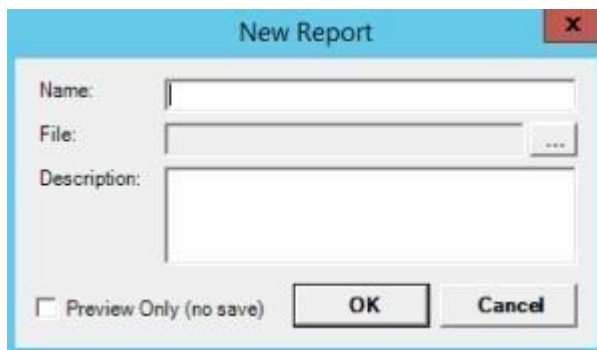 New Report
x
Name:
File:
...
Description:
Preview Only (no save)
OK
Cancel